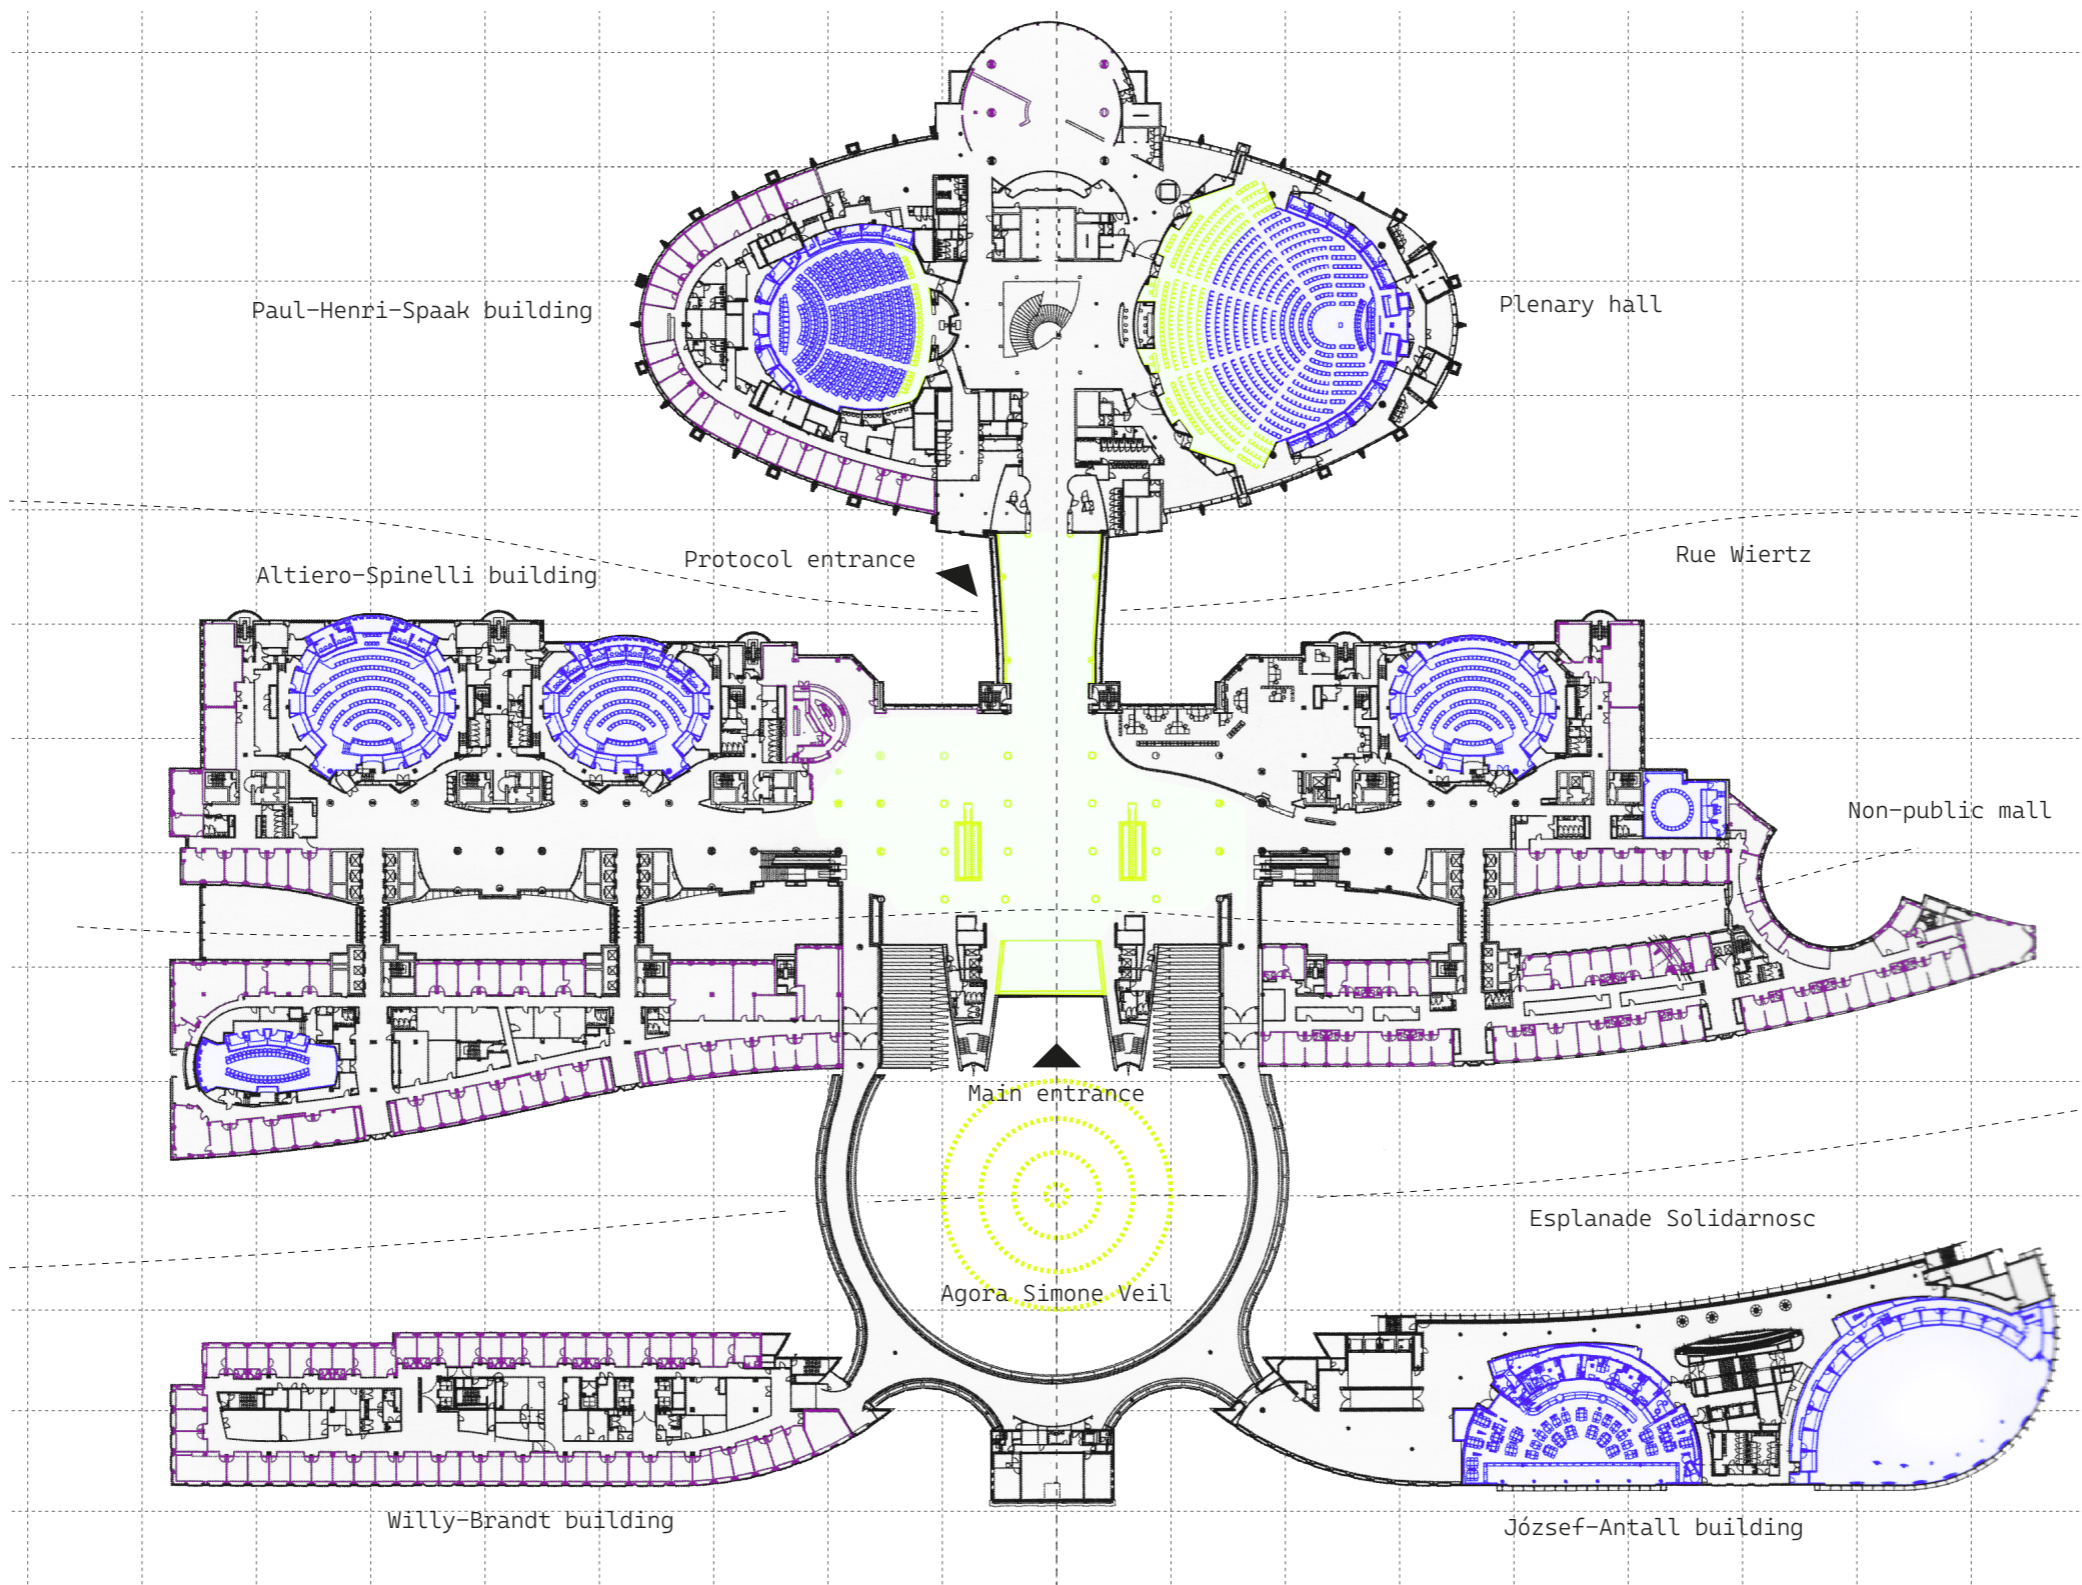 Plenary hall
Paul-Henri-Spaak building
Protocol entrance
Rue Wiertz
Altiero-Spinelli building
Non-public mall
Main entrance
Esplanade Solidarnosc
Agora Simone Veil
Willy-Brandt building
József-Antall building